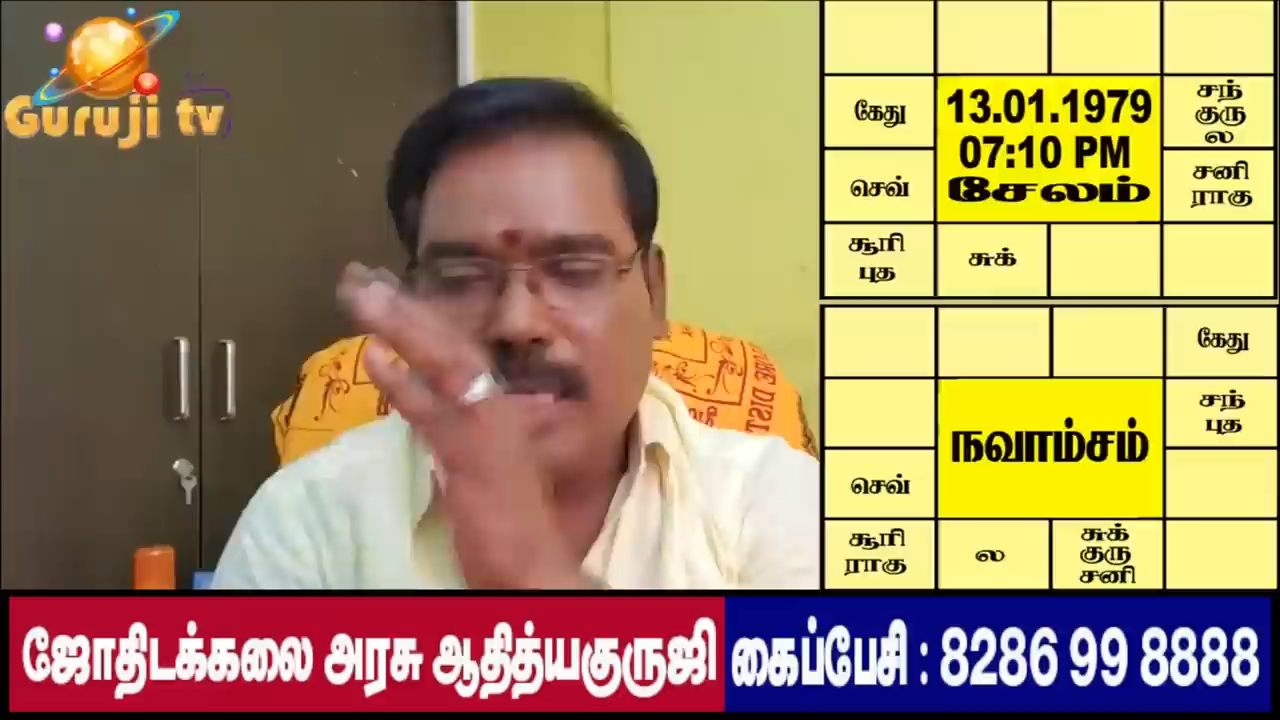 Guruji tv
கேது
13.01.1979
07:10 PM
சேலம்
சந்
குரு
ல
செவ்
சனி
ராகு
சூரி
புத
சுக்
கேது
நவாம்சம்
சந்
புத
செவ்
சூரி
ராகு
ல
சுக்
குரு
சனி
ஜோதிடக்கலை அரசு ஆதித்யகுருஜி
கைப்பேசி : 8286 99 8888